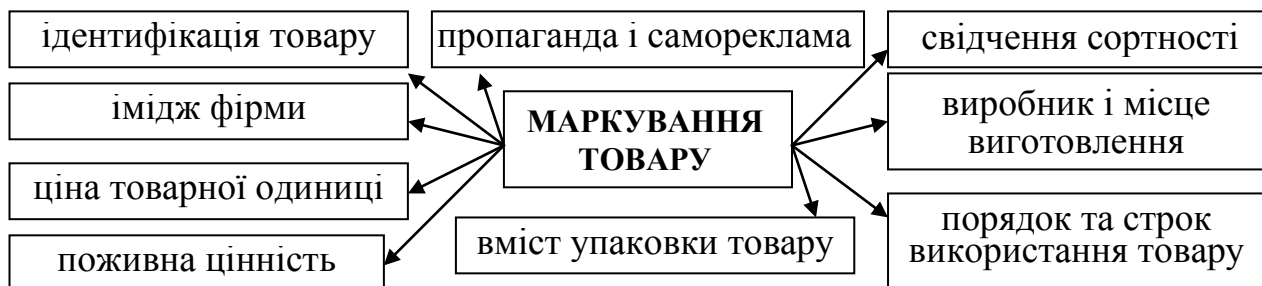 ідентифікація товару
пропаганда і самореклама
свідчення сортності
імідж фірми
МАРКУВАННЯ
ТОВАРУ
виробник і місце
виготовлення
ціна товарної одиниці
поживна цінність
вміст упаковки товару
порядок та строк
використання товару